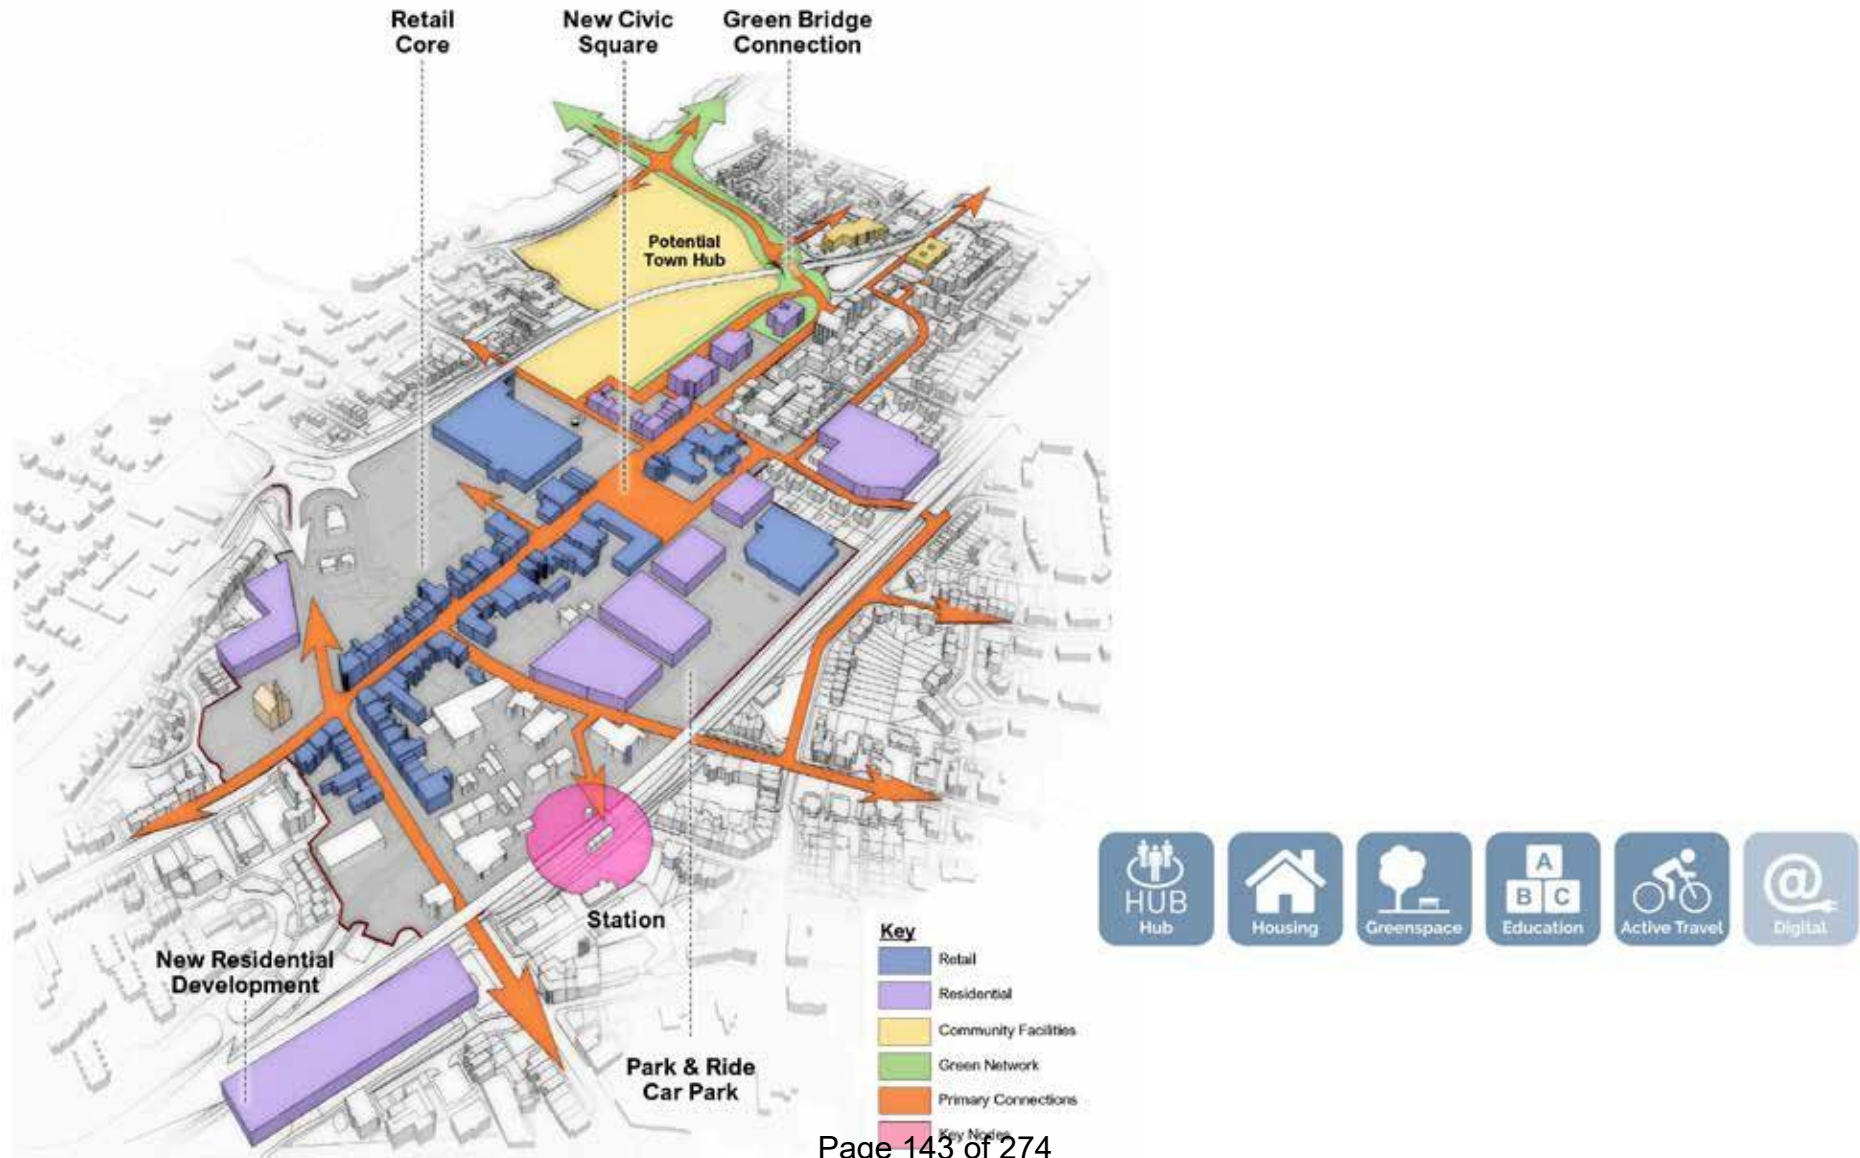 Retail
Core
New Civic
Square
Green Bridge
Connection
Potential
Town Hub
Station
New Residential
Development
Park & Ride
Car Park
Key
Retail
Residential
Community Facilities
Green Network
Primary Connections
Key Nodes
HUB
Hub
Housing
Greenspace
A
B C
Education
Active Travel
@
Digital
Page 143 of 274